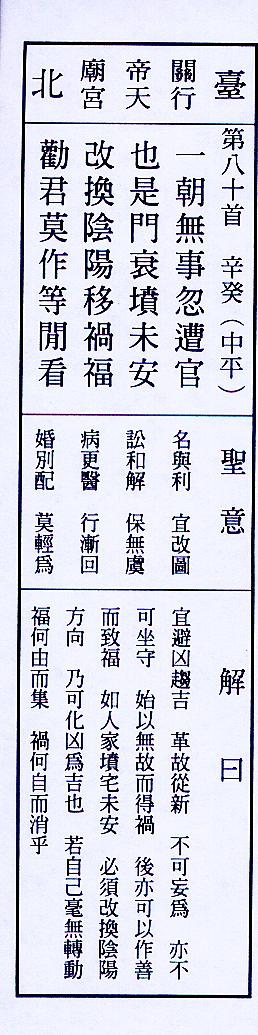 臺北
關帝廟
行天宮
第八十首　辛癸（中平）
一朝無事忽遭官
也是門衰墳未安
改換陰陽移禍福
勸君莫作等閒看
聖意
名與利　宜改圖
訟和解　保無虞
病更醫　行漸回
婚別配　莫輕為
解曰
宜避凶趨吉　革故從新　不可妄為　亦不
可坐守　始以無故而得禍　後亦可以作善
而致福　如人家墳宅未安　必須改換陰陽
方向　乃可化凶為吉也　若自己毫無轉動
福何由而集　禍何自而消乎